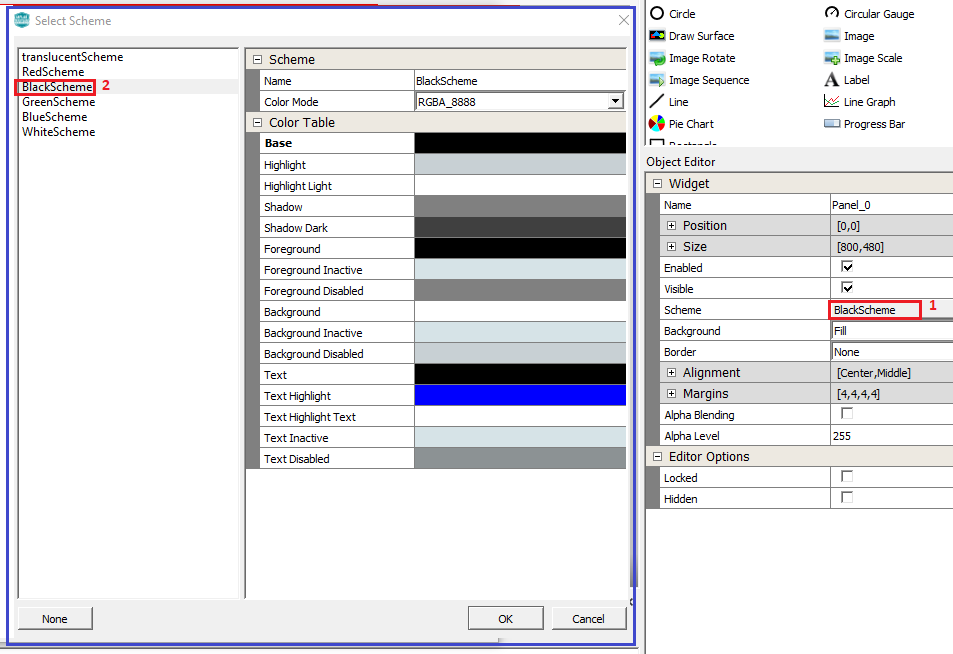 Select Scheme
translucentScheme
RedScheme
BlackScheme 2
GreenScheme
BlueScheme
WhiteScheme
Scheme
Name BlackScheme
Color Mode RGBA_8888
Color Table
Base
Highlight
Highlight Light
Shadow
Shadow Dark
Foreground
Foreground Inactive
Foreground Disabled
Background
Background Inactive
Background Disabled
Text
Text Highlight
Text Highlight Text
Text Inactive
Text Disabled
None
OK
Cancel
Circle Circular Gauge
Draw Surface Image
Image Rotate Image Scale
Image Sequence Label
Line Line Graph
Pie Chart Progress Bar
Rectangle
Object Editor
Widget
Name Panel_0
Position [0,0]
Size [800,480]
Enabled
Visible
Scheme BlackScheme 1
Background Fill
Border None
Alignment [Center,Middle]
Margins [4,4,4,4]
Alpha Blending
Alpha Level 255
Editor Options
Locked
Hidden